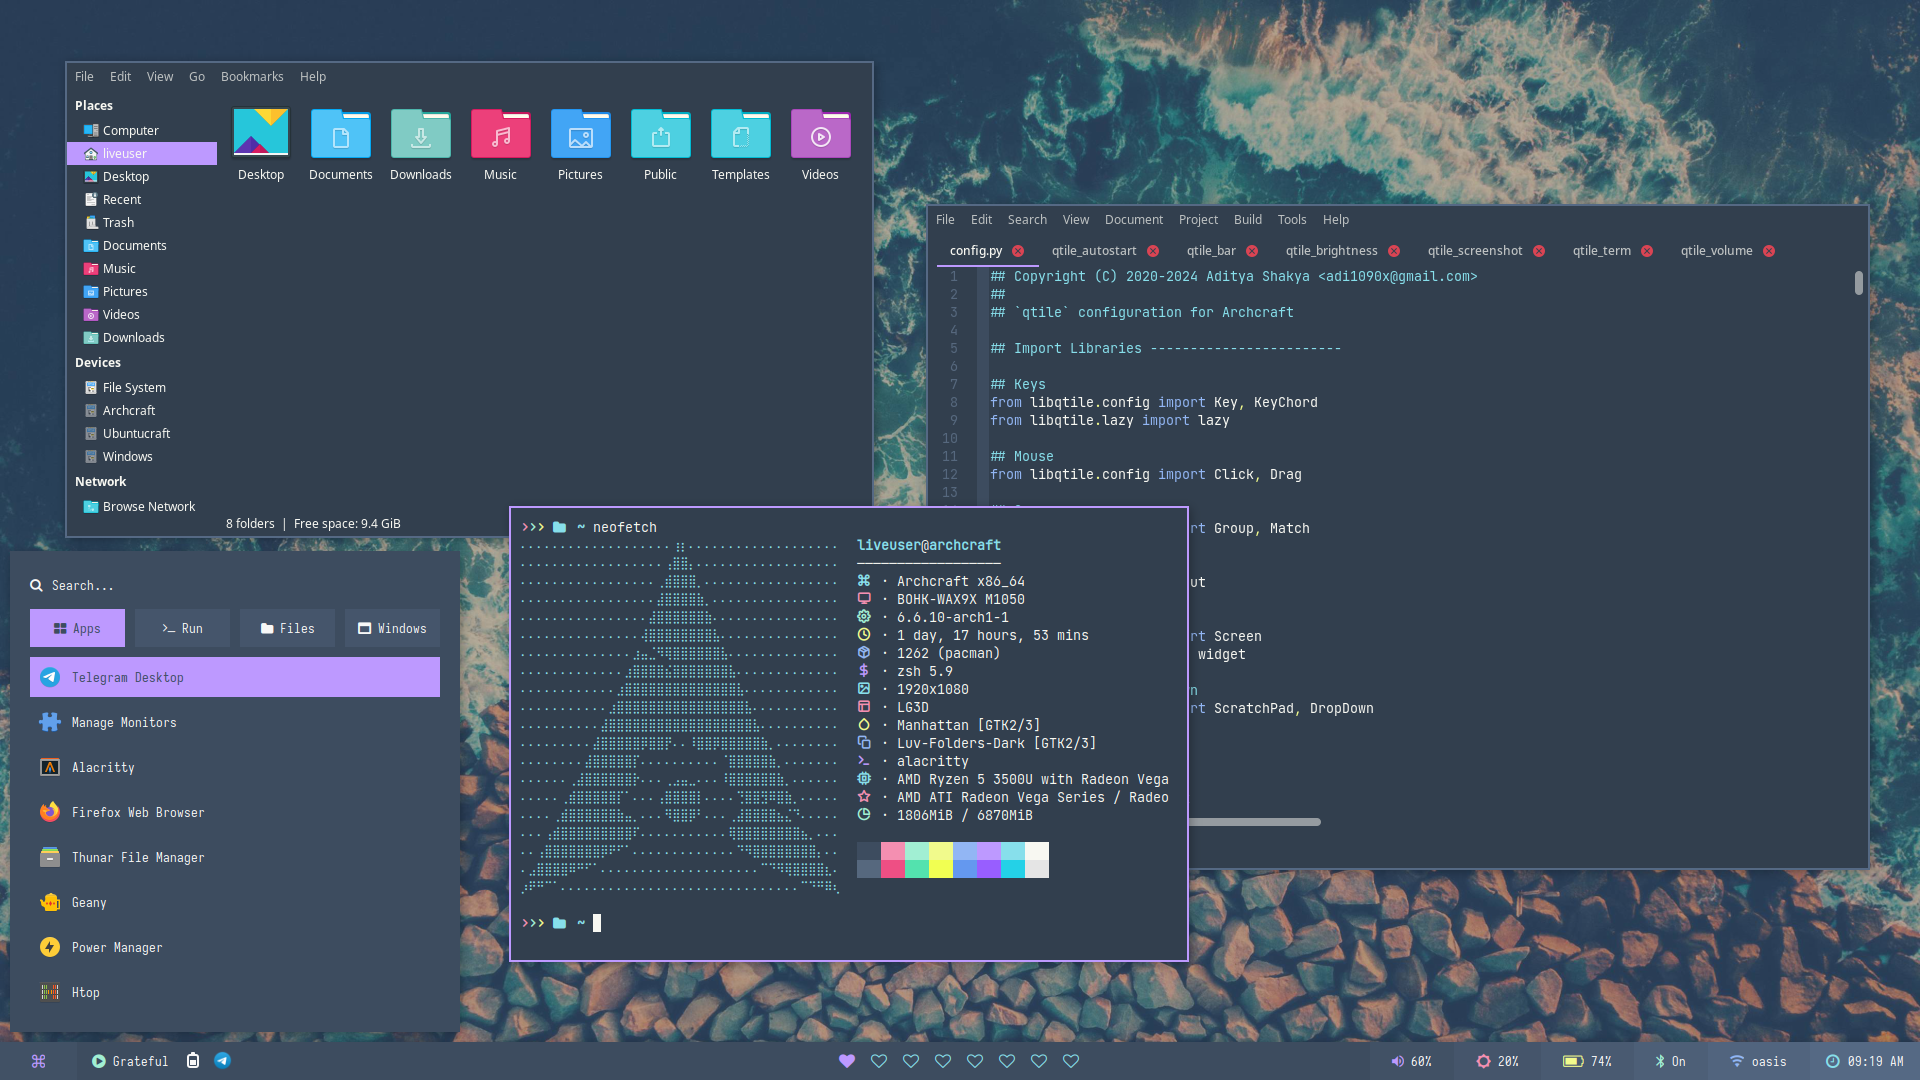 File Edit View Go Bookmarks Help
Places
Computer
liveuser
Desktop
Recent
Trash
Documents
Music
Pictures
Videos
Downloads
Devices
File System
Archcraft
Ubuntucraft
Windows
Network
Browse Network
Desktop Documents Downloads Music Pictures Public Templates Videos
8 folders | Free space: 9.4 GiB
File Edit Search View Document Project Build Tools Help
config.py qtile_autostart qtile_bar qtile_brightness qtile_screenshot qtile_term qtile_volume
1 ## Copyright (C) 2020-2024 Aditya Shakya <adi1090x@gmail.com>
2 ##
3 ## `qtile` configuration for Archcraft
4
5 ## Import Libraries ------------------------
6
7 ## Keys
8 from libqtile.config import Key, KeyChord
9 from libqtile.lazy import lazy
10
11 ## Mouse
12 from libqtile.config import Click, Drag
13
rt Group, Match
ut
rt Screen
widget
n
rt ScratchPad, DropDown
>>> ~ neofetch
liveuser@archcraft
· Archcraft x86_64
· BOHK-WAX9X M1050
· 6.6.10-arch1-1
· 1 day, 17 hours, 53 mins
· 1262 (pacman)
· zsh 5.9
· 1920x1080
· LG3D
· Manhattan [GTK2/3]
· Luv-Folders-Dark [GTK2/3]
· alacritty
· AMD Ryzen 5 3500U with Radeon Vega
· AMD ATI Radeon Vega Series / Radeo
· 1806MiB / 6870MiB
>>> ~
Search...
Apps Run Files Windows
Telegram Desktop
Manage Monitors
Alacritty
Firefox Web Browser
Thunar File Manager
Geany
Power Manager
Htop
Grateful
60% 20% 74% On oasis 09:19 AM